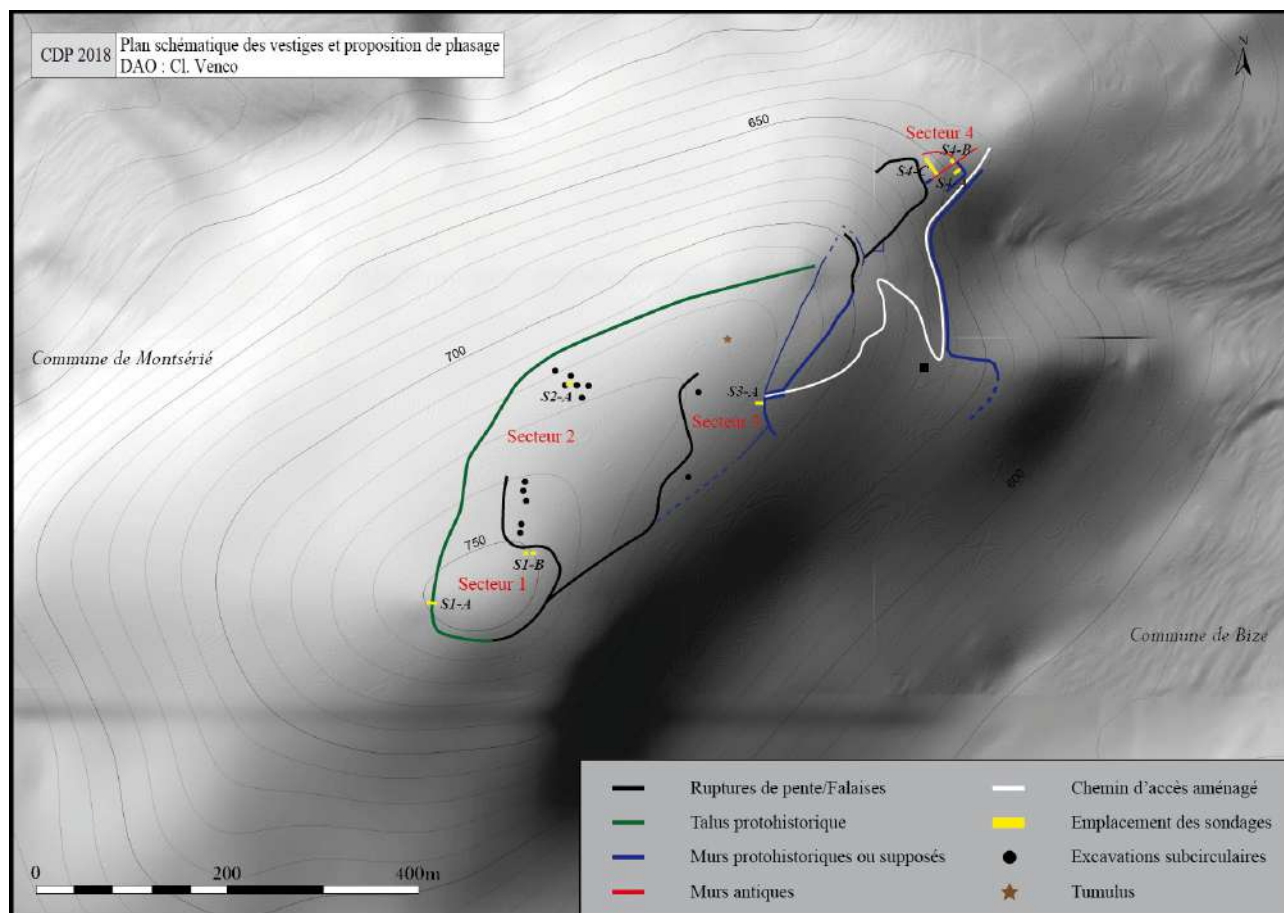 CDP 2018
Plan schématique des vestiges et proposition de phasage
DAO : Cl. Venco
N
650
Secteur 4
S4-B
S4-C
Commune de Montsérié
700
S2-A
S3-A
Secteur 2
Secteur
600
750
S1-B
Secteur 1
S1-A
Commune de Bize
Ruptures de pente/Falaises
Chemin d'accès aménagé
Talus protohistorique
Emplacement des sondages
Murs protohistoriques ou supposés
Excavations subcirculaires
Murs antiques
Tumulus
0 200 400m